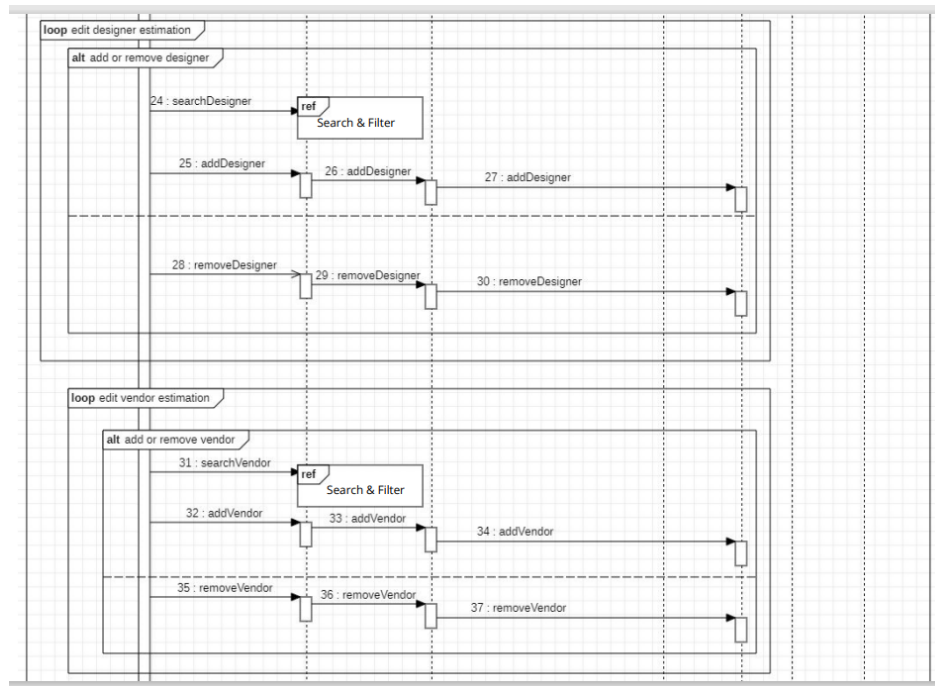 loop edit designer estimation
alt add or remove designer
24 : searchDesigner
ref
Search & Filter
25 : addDesigner
26 : addDesigner
27 : addDesigner
28 : removeDesigner
29 : removeDesigner
30 : removeDesigner
loop edit vendor estimation
alt add or remove vendor
31 : searchVendor
ref
Search & Filter
32 : addVendor
33 : addVendor
34 : addVendor
35 : removeVendor
36 : removeVendor
37 : removeVendor